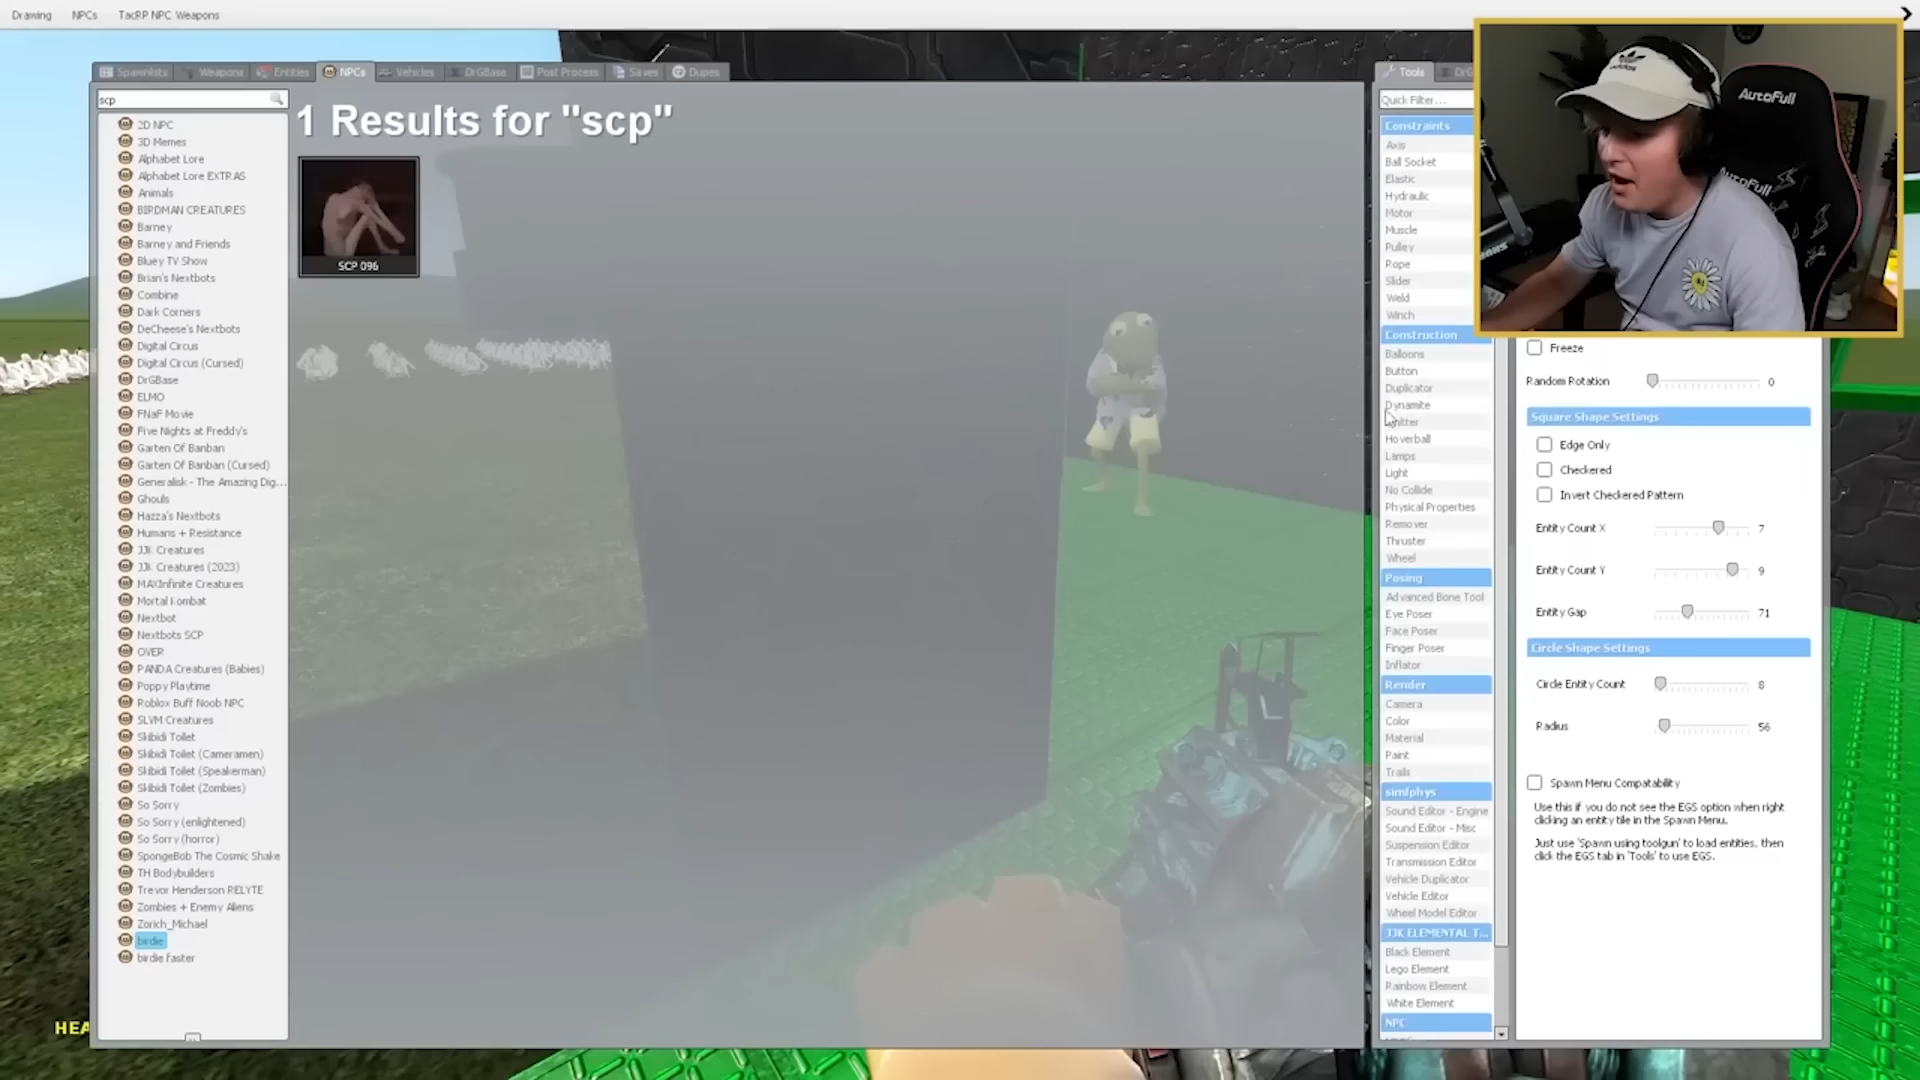 Drawing NPCs TacRP NPC Weapons
Spawnlists Weapons Entities NPCs Vehicles DrGBase Post Process Saves Dupes
scp
1 Results for "scp"
SCP 096
2D NPC
3D Memes
Alphabet Lore
Alphabet Lore EXTRAS
Animals
BIRDMAN CREATURES
Barney
Barney and Friends
Bluey TV Show
Brian's Nextbots
Combine
Dark Corners
DeCheese's Nextbots
Digital Circus
Digital Circus (Cursed)
DrGBase
ELMO
FNaF Movie
Five Nights at Freddy's
Garten Of Banban
Garten Of Banban (Cursed)
Generalisk - The Amazing Dig...
Ghouls
Hazza's Nextbots
Humans + Resistance
JJK Creatures
JJK Creatures (2023)
MAXInfinite Creatures
Mortal Kombat
Nextbot
Nextbots SCP
OVER
PANDA Creatures (Babies)
Poppy Playtime
Roblox Buff Noob NPC
SLVM Creatures
Skibidi Toilet
Skibidi Toilet (Cameramen)
Skibidi Toilet (Speakerman)
Skibidi Toilet (Zombies)
So Sorry
So Sorry (enlightened)
So Sorry (horror)
SpongeBob The Cosmic Shake
TH Bodybuilders
Trevor Henderson RELYTE
Zombies + Enemy Aliens
Zorich_Michael
birdie
birdie faster
HEA
Tools DrG
Quick Filter...
Constraints
Axis
Ball Socket
Elastic
Hydraulic
Motor
Muscle
Pulley
Rope
Slider
Weld
Winch
Construction
Balloons
Button
Duplicator
Dynamite
Emitter
Hoverball
Lamps
Light
No Collide
Physical Properties
Remover
Thruster
Wheel
Posing
Advanced Bone Tool
Eye Poser
Face Poser
Finger Poser
Inflator
Render
Camera
Color
Material
Paint
Trails
simfphys
Sound Editor - Engine
Sound Editor - Misc
Suspension Editor
Transmission Editor
Vehicle Duplicator
Vehicle Editor
Wheel Model Editor
JJK ELEMENTAL T...
Black Element
Lego Element
Rainbow Element
White Element
NPC
adidas
AutoFull
AutoFull
Freeze
Random Rotation 0
Square Shape Settings
Edge Only
Checkered
Invert Checkered Pattern
Entity Count X 7
Entity Count Y 9
Entity Gap 71
Circle Shape Settings
Circle Entity Count 8
Radius 56
Spawn Menu Compatability
Use this if you do not see the EGS option when right
clicking an entity tile in the Spawn Menu.
Just use 'Spawn using toolgun' to load entities, then
click the EGS tab in 'Tools' to use EGS.